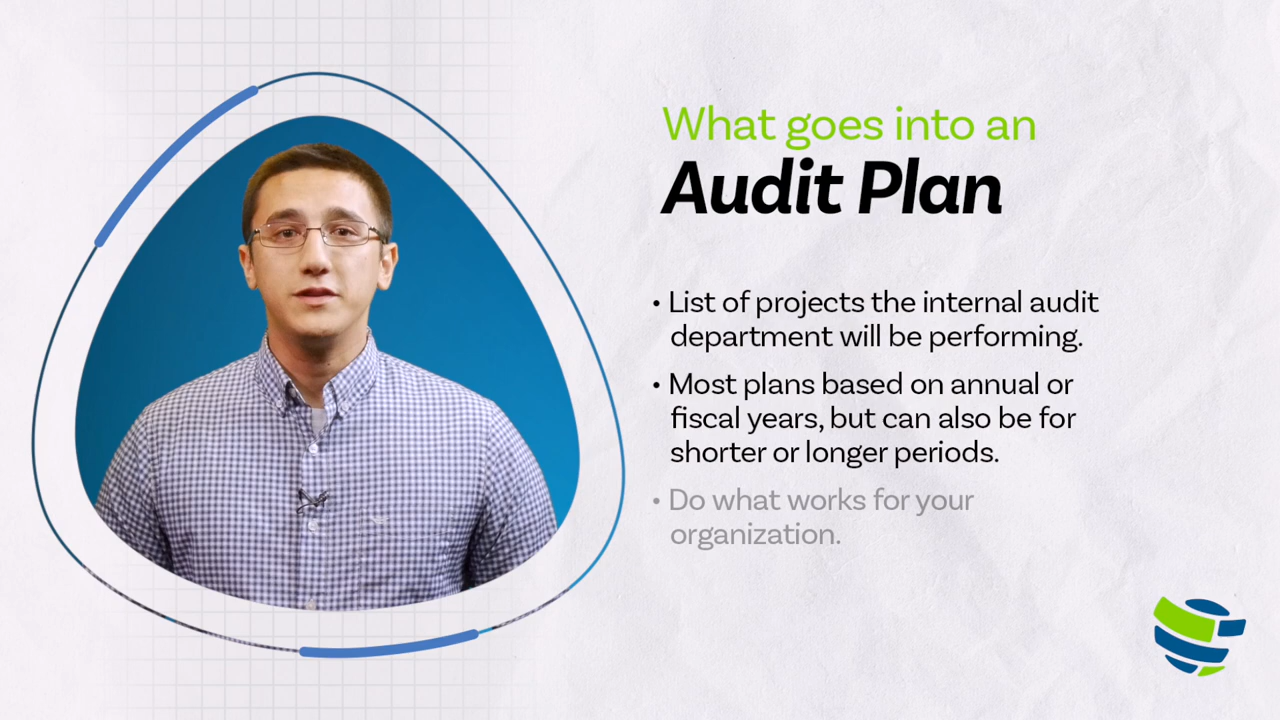 What goes into an
Audit Plan
• List of projects the internal audit
department will be performing.
• Most plans based on annual or
fiscal years, but can also be for
shorter or longer periods.
• Do what works for your
organization.